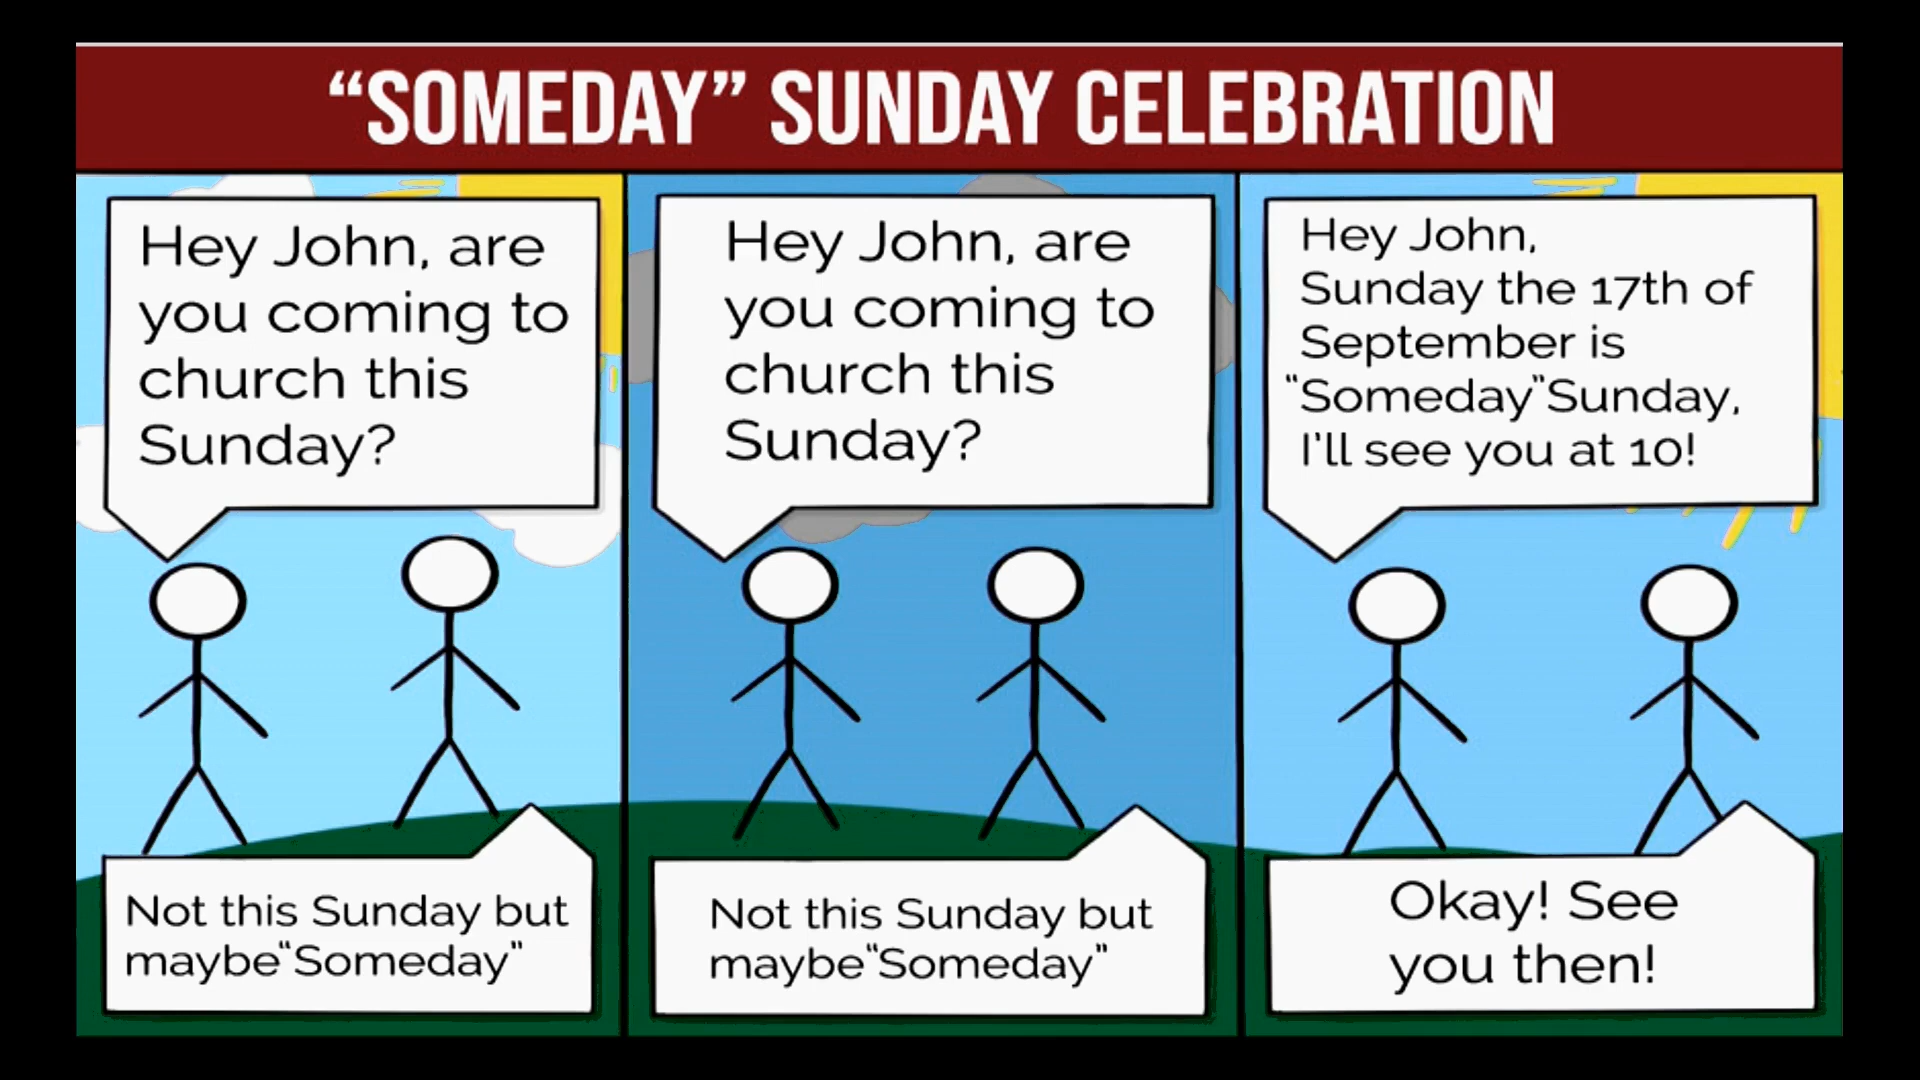 “SOMEDAY” SUNDAY CELEBRATION
Hey John, are
you coming to
church this
Sunday?
Not this Sunday but
maybe“Someday”
Hey John, are
you coming to
church this
Sunday?
Not this Sunday but
maybe“Someday”
Hey John,
Sunday the 17th of
September is
“Someday”Sunday,
I’ll see you at 10!
Okay! See
you then!